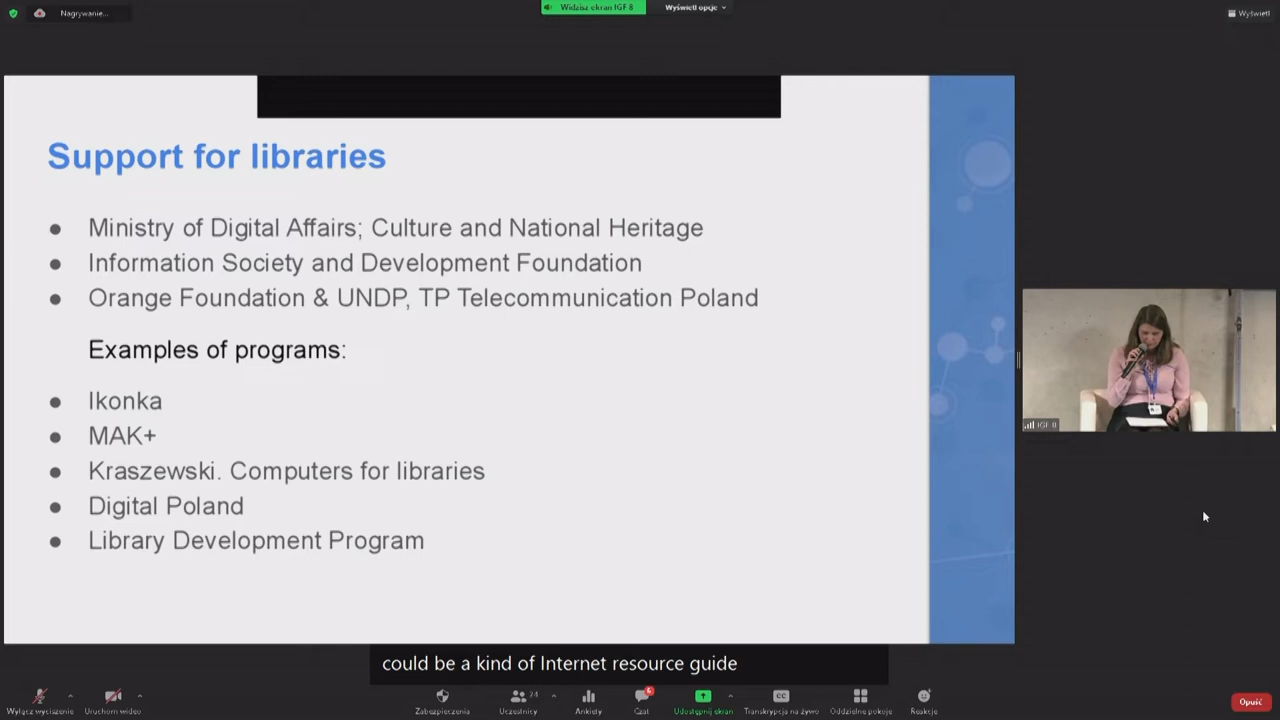 Nagrywanie...
Widzisz ekran IGF 8
Wyświetl opcje
Wyświetl
Support for libraries
● Ministry of Digital Affairs; Culture and National Heritage
● Information Society and Development Foundation
● Orange Foundation & UNDP, TP Telecommunication Poland
Examples of programs:
● Ikonka
● MAK+
● Kraszewski. Computers for libraries
● Digital Poland
● Library Development Program
IGF 8
could be a kind of Internet resource guide
24
6
Wyłącz wyciszenie
Uruchom wideo
Zabezpieczenia
Uczestnicy
Ankiety
Czat
Udostępnij ekran
Transkrypcja na żywo
Oddzielne pokoje
Reakcje
Opuść